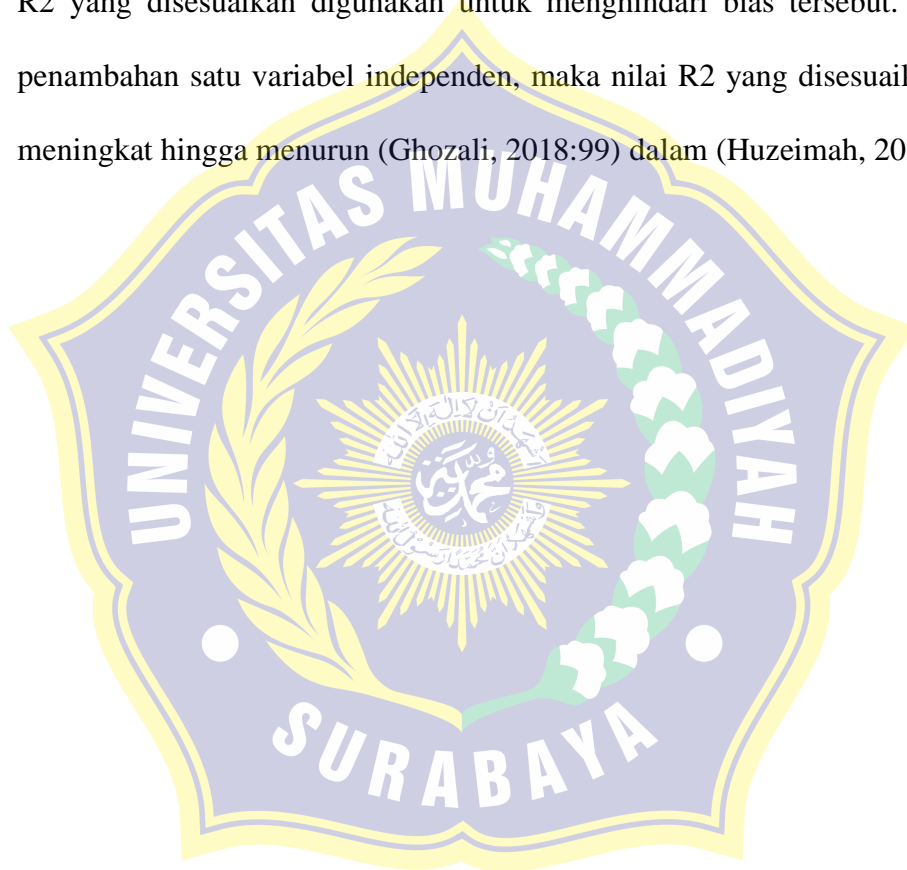 R2 yang disesuaikan digunakan untuk menghindari bias tersebut.
penambahan satu variabel independen, maka nilai R2 yang disesuaik
meningkat hingga menurun (Ghozali, 2018:99) dalam (Huzeimah, 20
UNIVERSITAS MUHAMMADIYAH
SURABAYA